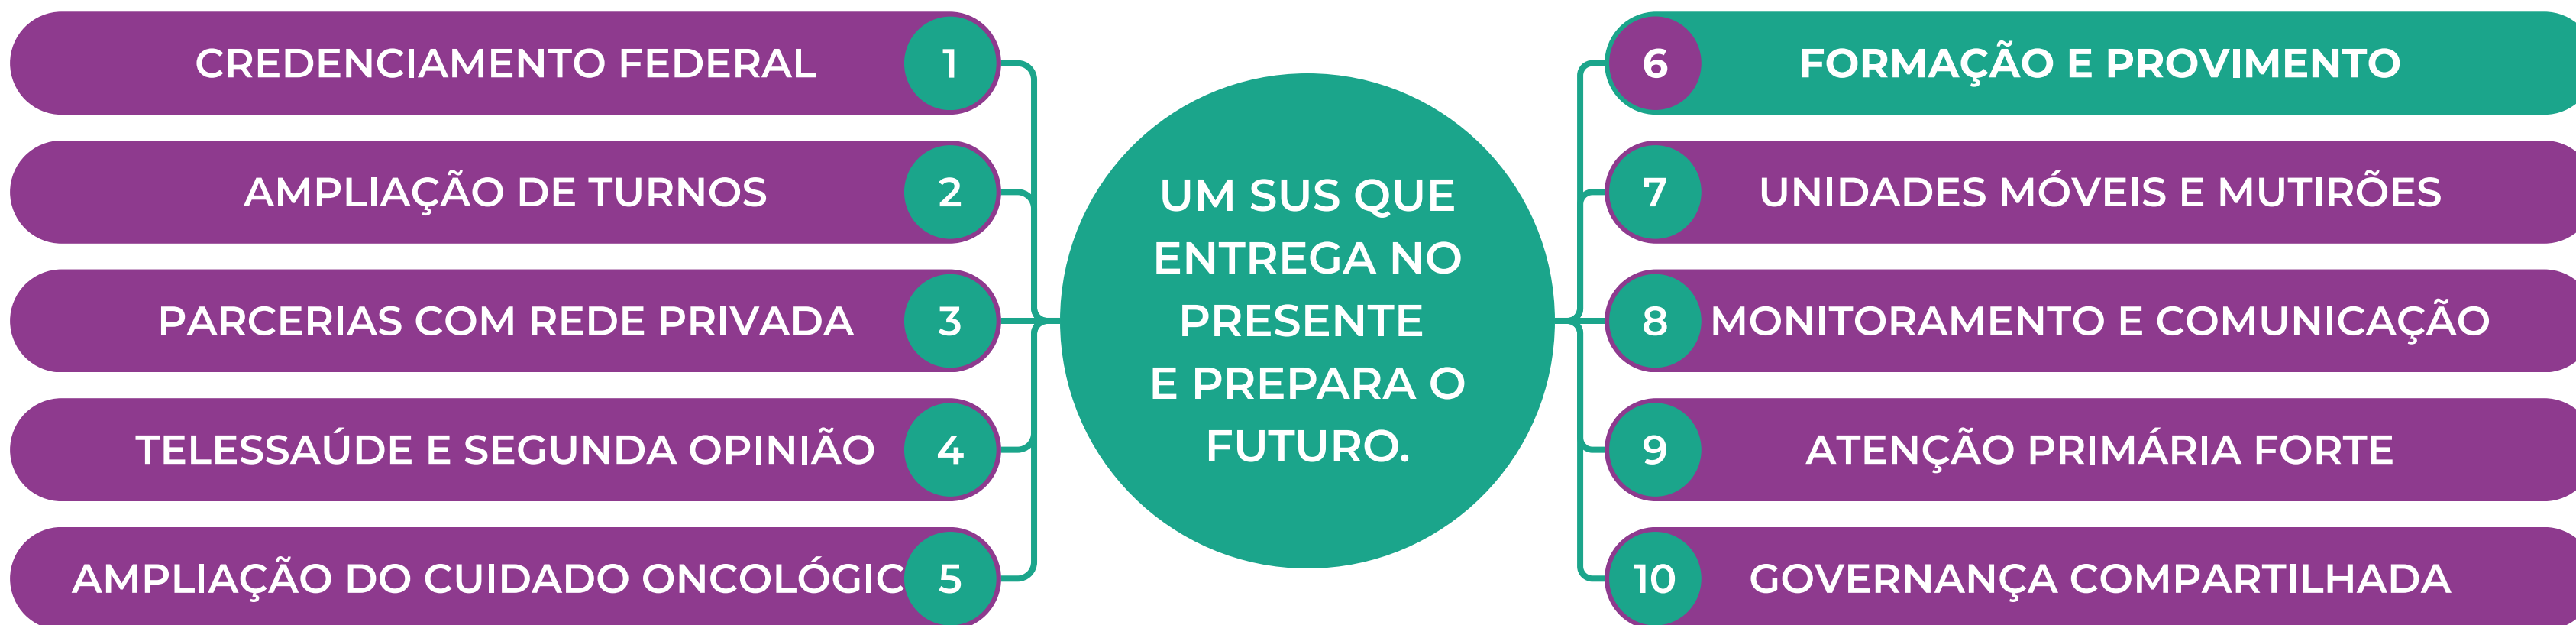 CREDENCIAMENTO FEDERAL 1
AMPLIAÇÃO DE TURNOS 2
PARCERIAS COM REDE PRIVADA 3
TELESSAÚDE E SEGUNDA OPINIÃO 4
AMPLIAÇÃO DO CUIDADO ONCOLÓGIC 5
UM SUS QUE
ENTREGA NO
PRESENTE
E PREPARA O
FUTURO.
6 FORMAÇÃO E PROVIMENTO
7 UNIDADES MÓVEIS E MUTIRÕES
8 MONITORAMENTO E COMUNICAÇÃO
9 ATENÇÃO PRIMÁRIA FORTE
10 GOVERNANÇA COMPARTILHADA